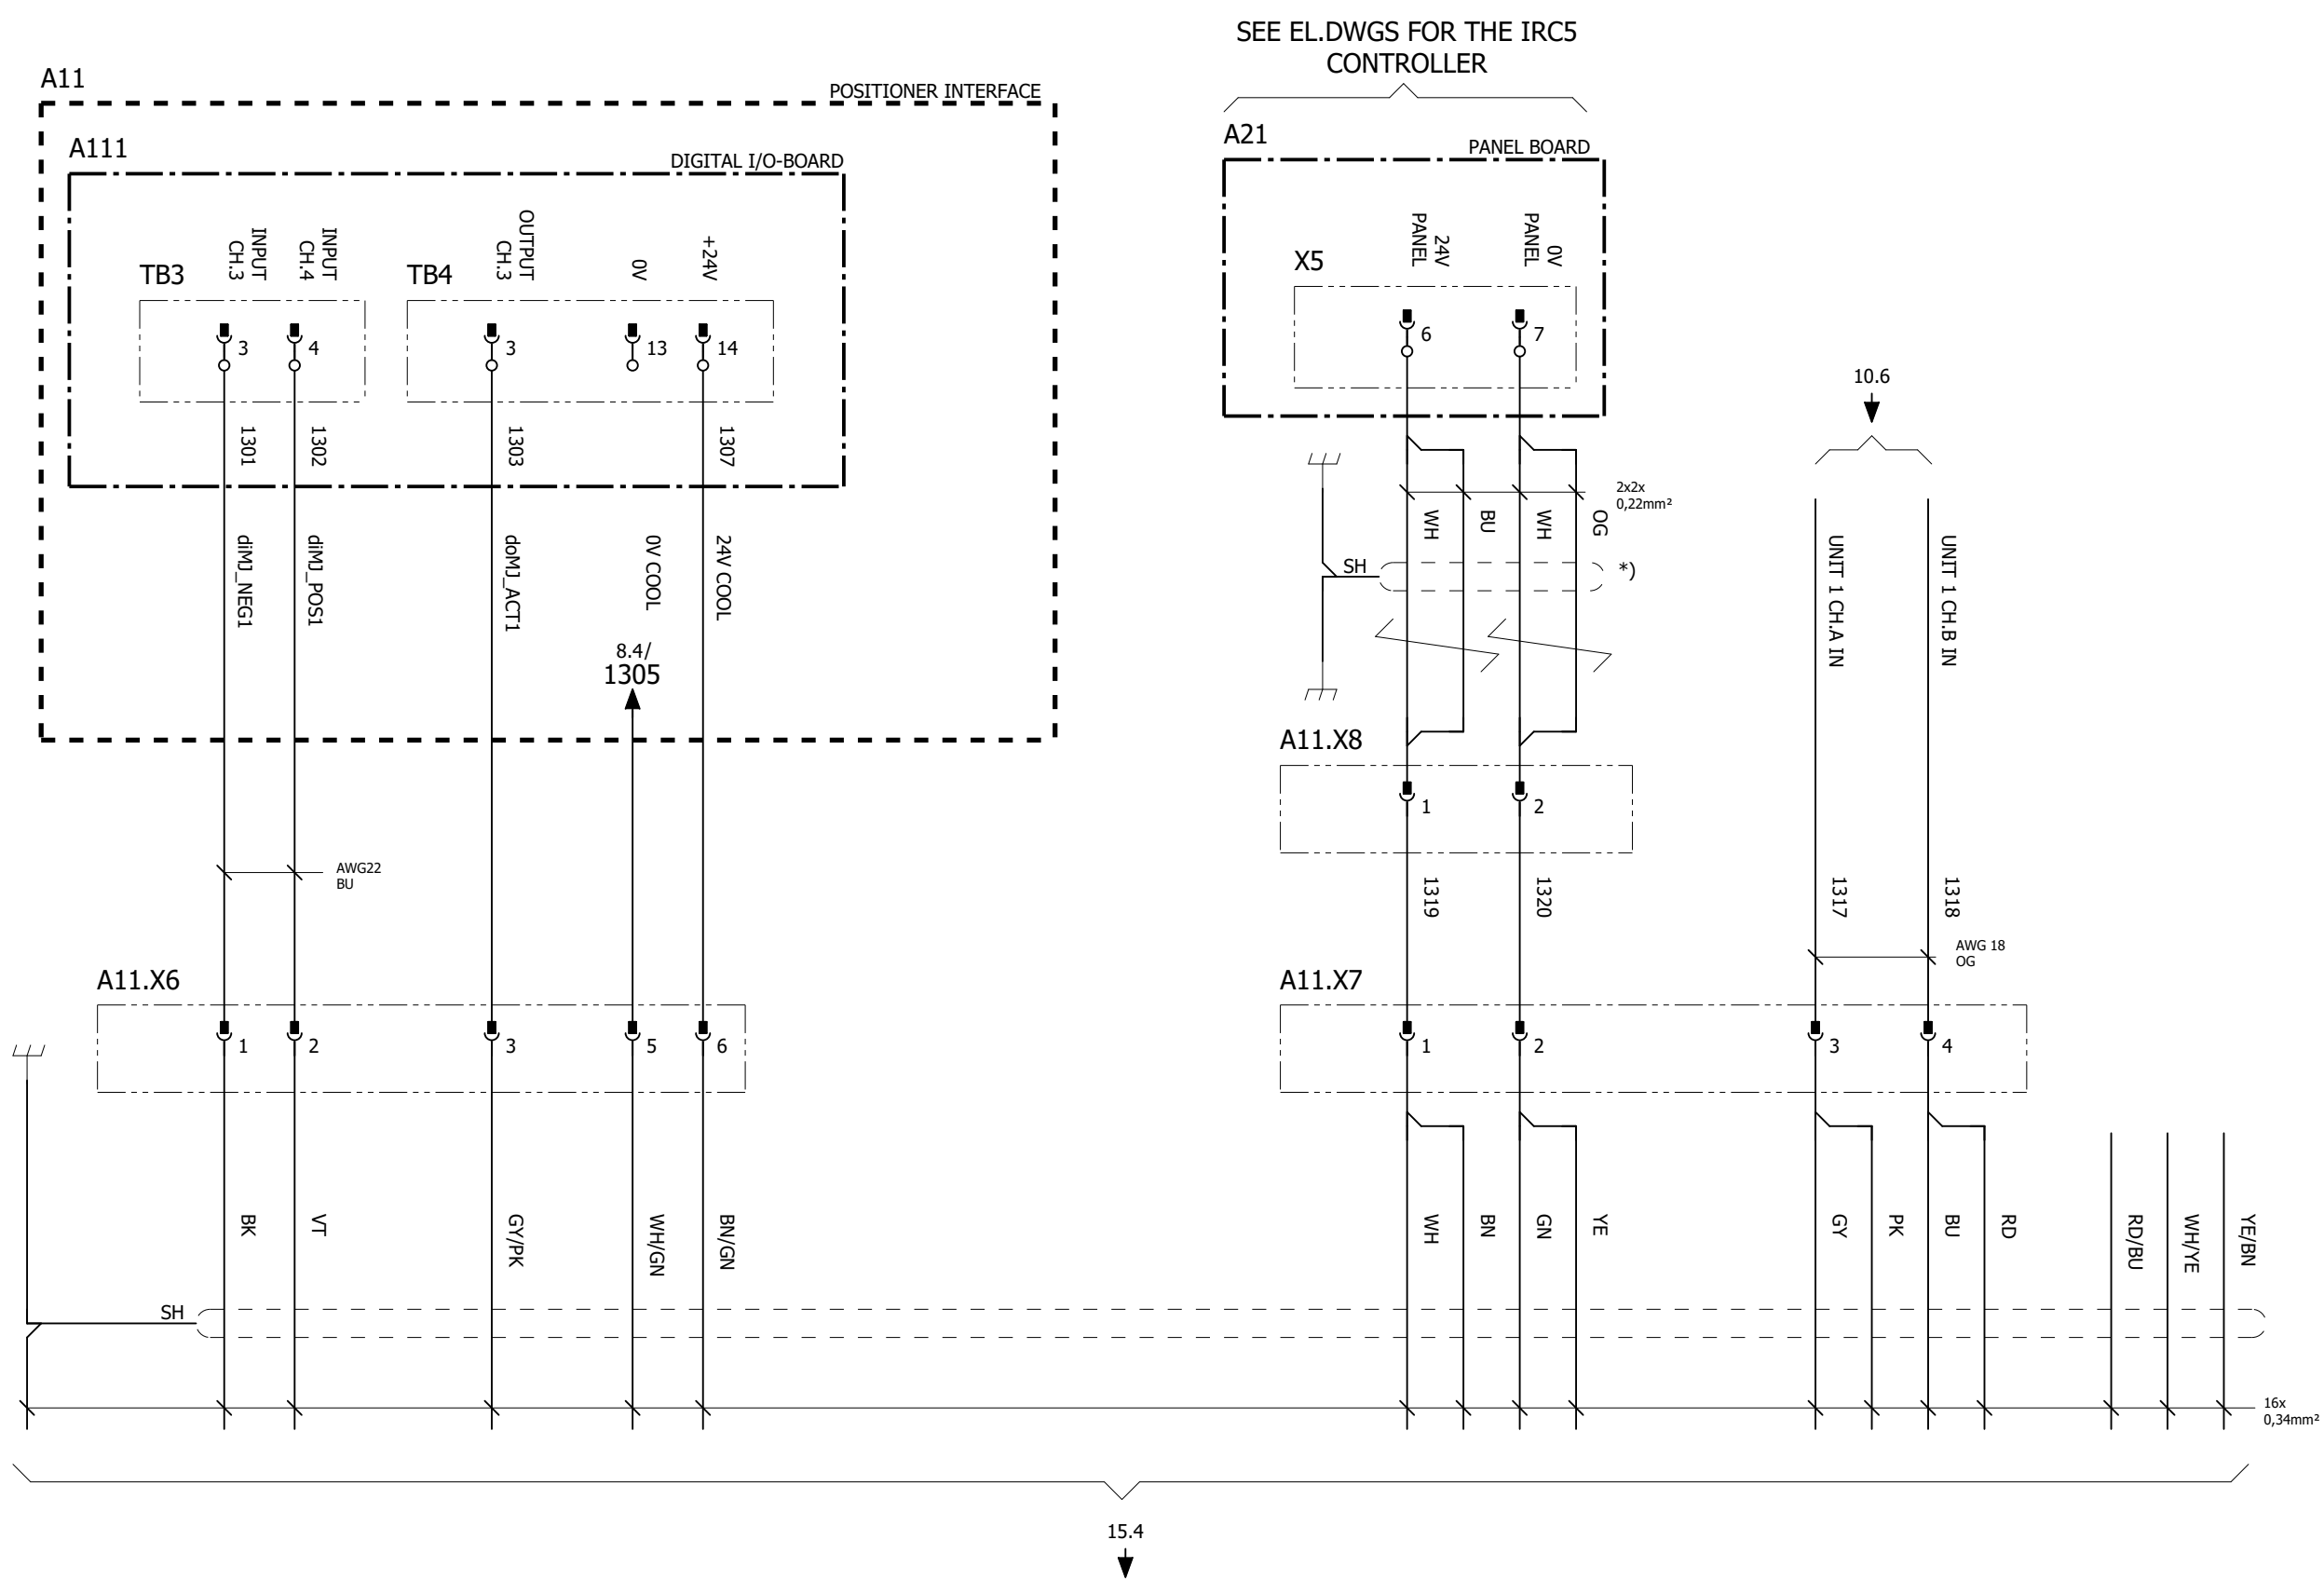 SEE EL.DWGS FOR THE IRC5
CONTROLLER
A11
POSITIONER INTERFACE
A111
DIGITAL I/O-BOARD
A21
PANEL BOARD
TB3
INPUT
CH.3
INPUT
CH.4
TB4
OUTPUT
CH.3
0V
+24V
X5
24V
PANEL
0V
PANEL
3
4
3
13
14
6
7
10.6
1301
1302
1303
1307
2x2x
0,22mm²
WH
BU
WH
OG
diMJ_NEG1
diMJ_POS1
doMJ_ACT1
0V COOL
24V COOL
UNIT 1 CH.A IN
UNIT 1 CH.B IN
SH
*)
8.4/
1305
A11.X8
1
2
AWG22
BU
1319
1320
1317
1318
AWG 18
OG
A11.X6
A11.X7
1
2
3
5
6
1
2
3
4
BK
VT
GY/PK
WH/GN
BN/GN
WH
BN
GN
YE
GY
PK
BU
RD
RD/BU
WH/YE
YE/BN
SH
16x
0,34mm²
15.4